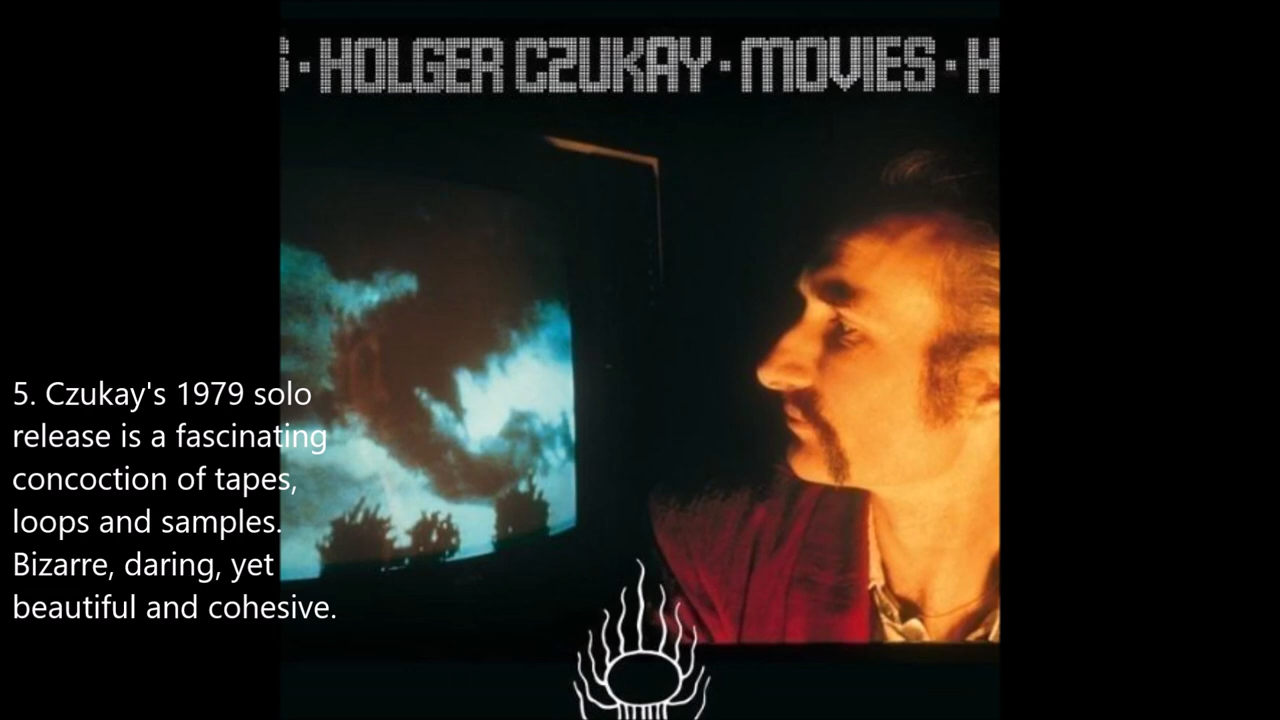 S·HOLGER CZUKAY·MOVIES·H
5. Czukay's 1979 solo
release is a fascinating
concoction of tapes,
loops and samples.
Bizarre, daring, yet
beautiful and cohesive.